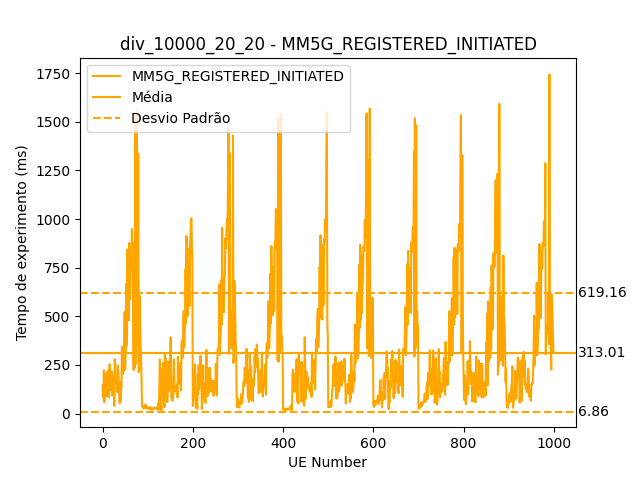 div_10000_20_20 - MM5G_REGISTERED_INITIATED
MM5G_REGISTERED_INITIATED
Média
Desvio Padrão
Tempo de experimento (ms)
1750
1500
1250
1000
750
500
250
0
619.16
313.01
6.86
0
200
400
600
800
1000
UE Number